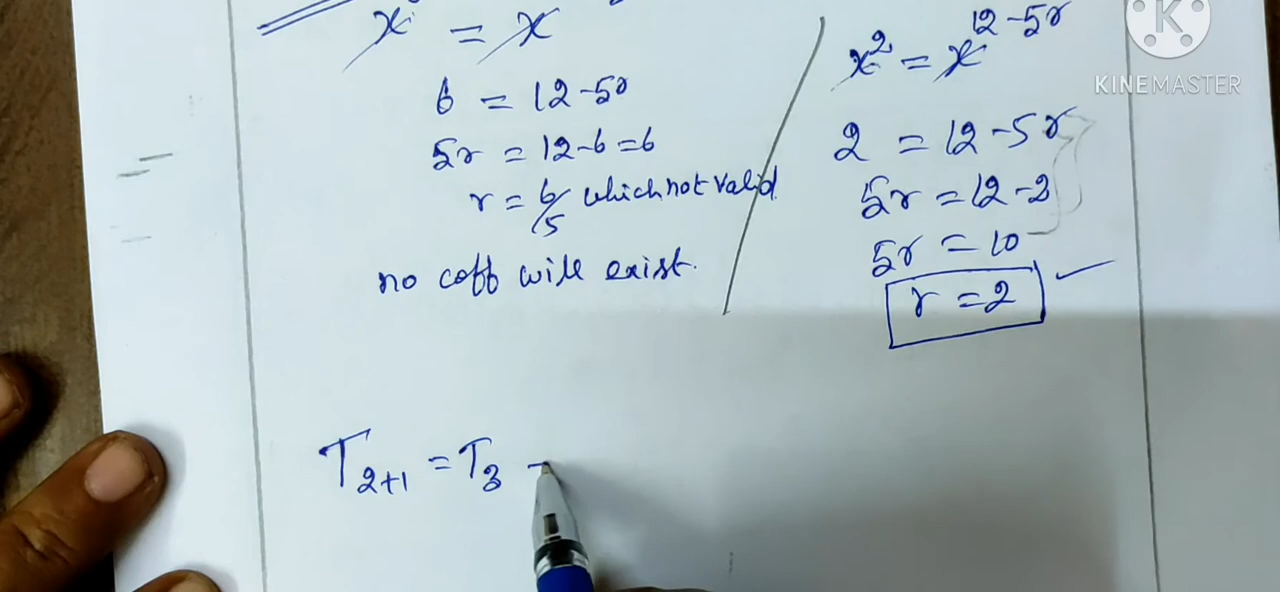 x = x
6 = 12-5r
5r = 12-6=6
r = 6/5 which not valid
no coff will exist.
x² = x^12-5r
2 = 12-5r
5r = 12-2
5r = 10
r = 2
T2+1 = T3 -
K
KINEMASTER